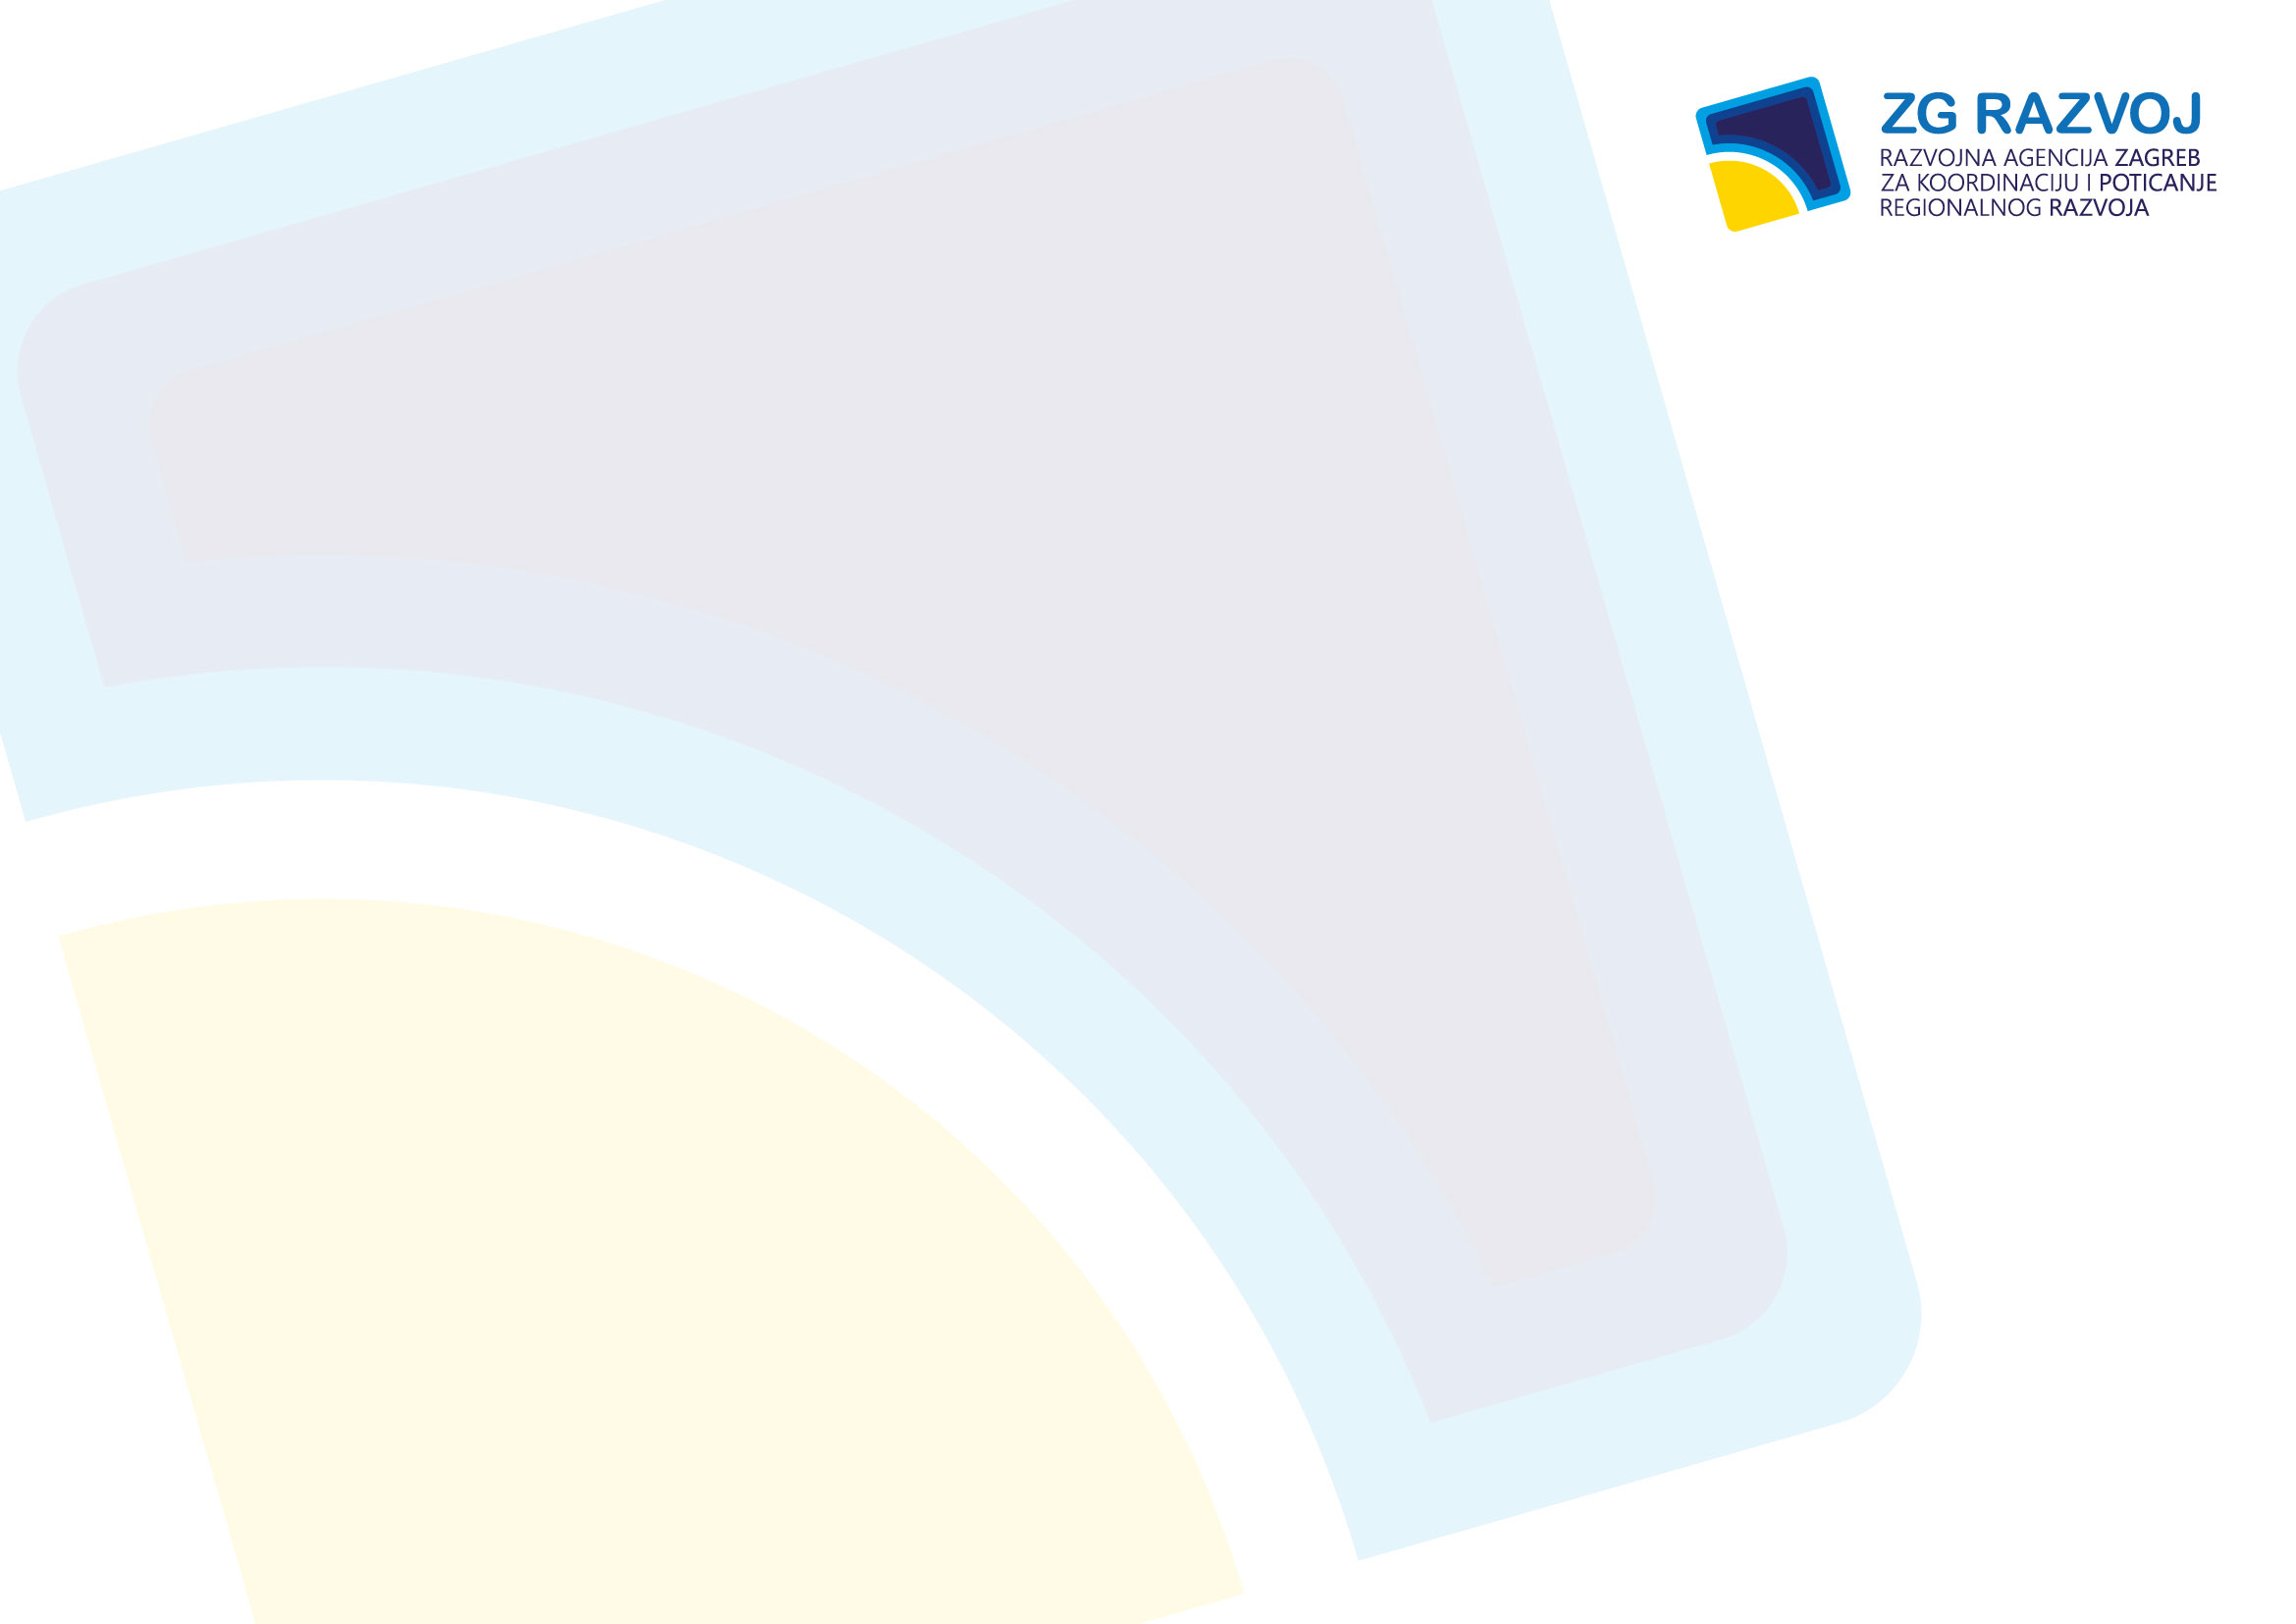 ZG RAZVOJ
RAZVOJNA AGENCIJA ZAGREB
ZA KOORDINACIJU I POTICANJE
REGIONALNOG RAZVOJA